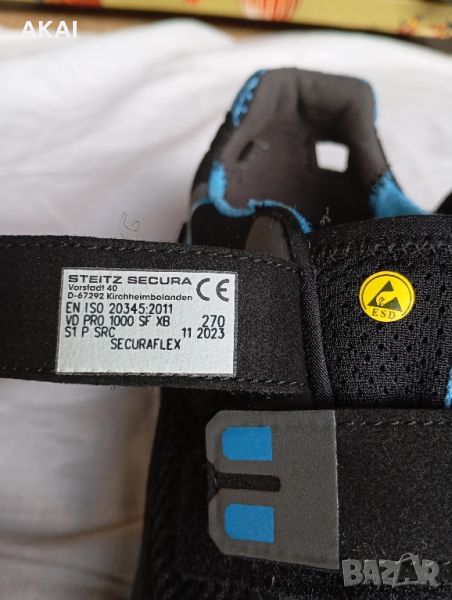 AKAI
STEITZ SECURA
Vorstadt 40
D-67292 Kirchheimbolanden
CE
EN ISO 20345:2011
VD PRO 1000 SF XB 270
S1 P SRC 11 2023
SECURAFLEX
ESD
BAZAR